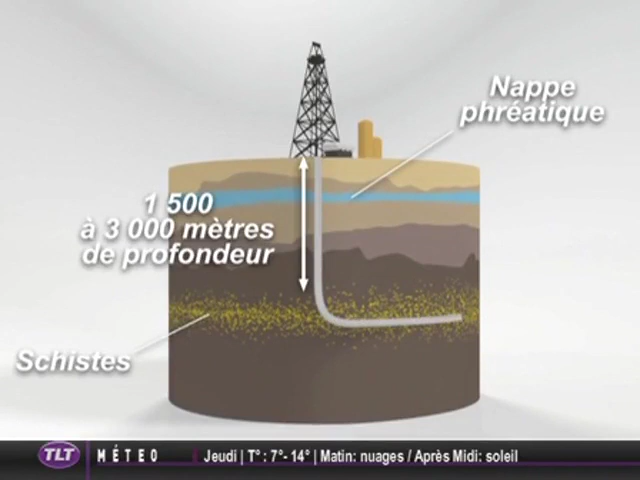 Nappe
phréatique
1 500
à 3 000 mètres
de profondeur
Schistes
TLT MÉTEO Jeudi | T° : 7°- 14° | Matin: nuages / Après Midi: soleil